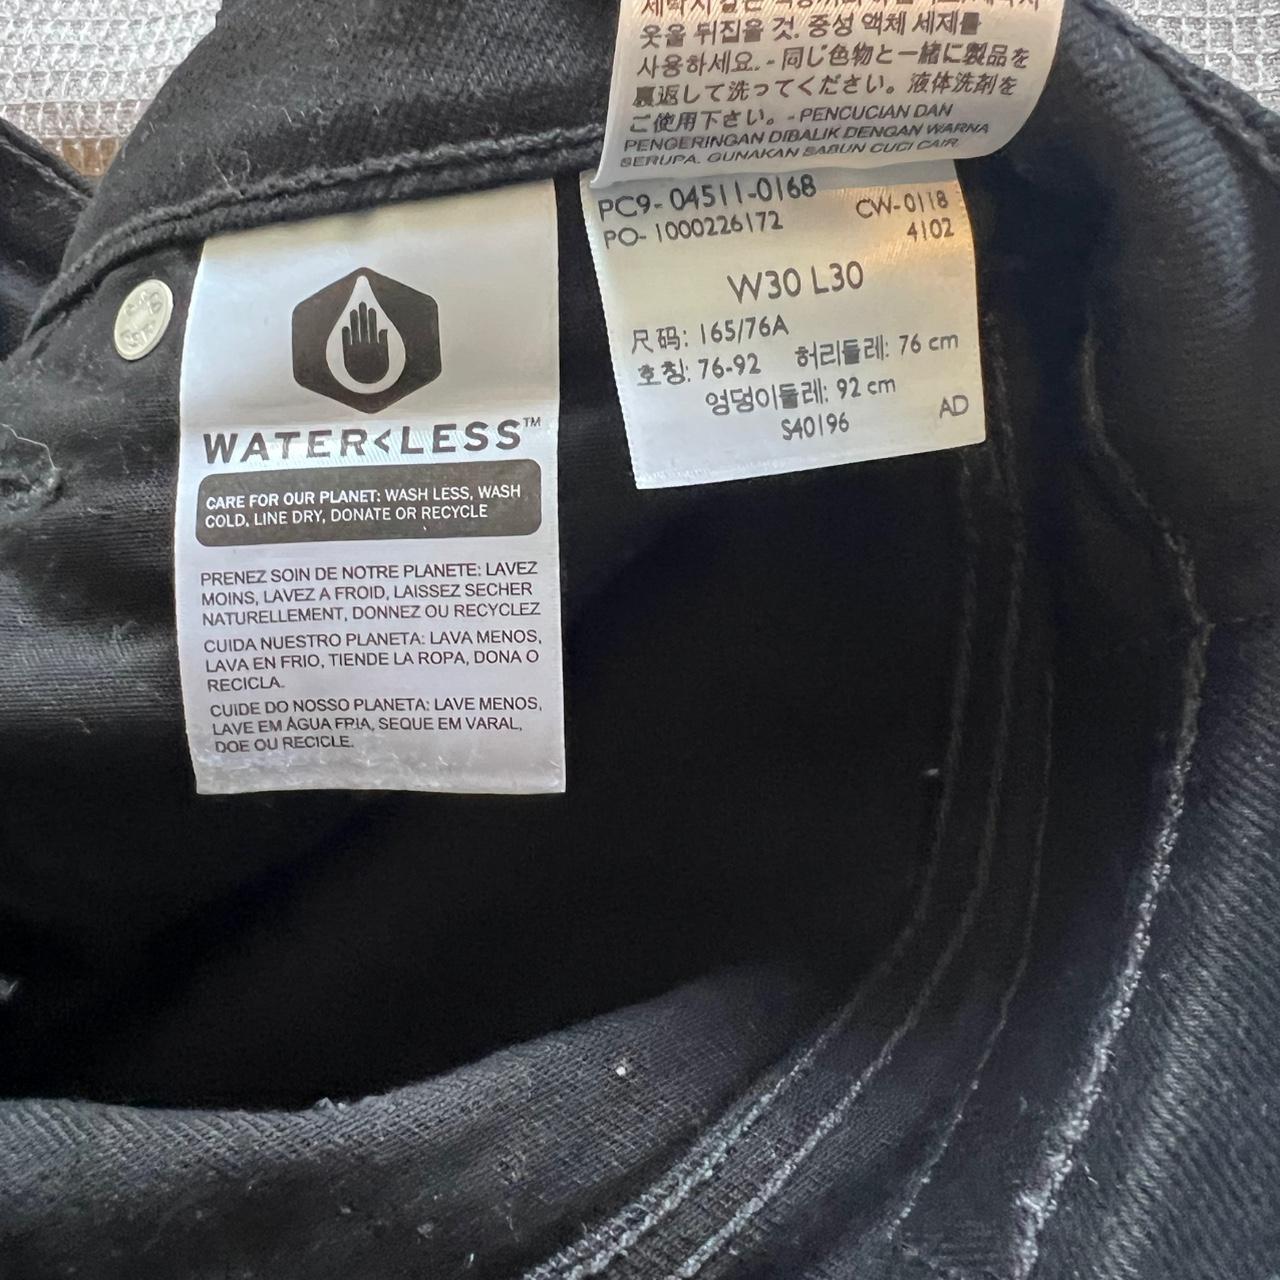 옷을 뒤집을 것. 중성 액체 세제를
사용하세요. - 同じ色物と一緒に製品を
裏返して洗ってください。液体洗剤を
ご使用下さい。- PENCUCIAN DAN
PENGERINGAN DIBALIK DENGAN WARNA
SERUPA. GUNAKAN SABUN CUCI CAIR.
PC9-04511-0168
CW-0118
PO-1000226172
4102
W30 L30
尺码: 165/76A
호칭: 76-92 허리둘레: 76 cm
엉덩이둘레: 92 cm
S40196
AD
WATER<LESS™
CARE FOR OUR PLANET: WASH LESS, WASH
COLD, LINE DRY, DONATE OR RECYCLE
PRENEZ SOIN DE NOTRE PLANETE: LAVEZ
MOINS, LAVEZ A FROID, LAISSEZ SECHER
NATURELLEMENT, DONNEZ OU RECYCLEZ
CUIDA NUESTRO PLANETA: LAVA MENOS,
LAVA EN FRIO, TIENDE LA ROPA, DONA O
RECICLA.
CUIDE DO NOSSO PLANETA: LAVE MENOS,
LAVE EM ÁGUA FRIA, SEQUE EM VARAL,
DOE OU RECICLE.